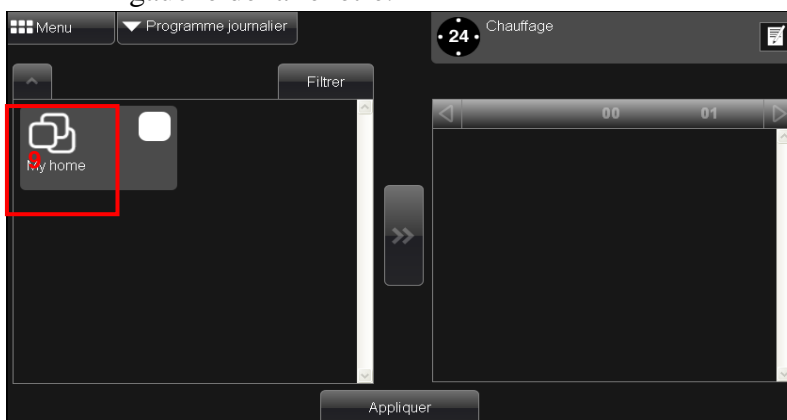 Menu
Programme journalier
24
Chauffage
Filtrer
00 01
9
My home
Appliquer